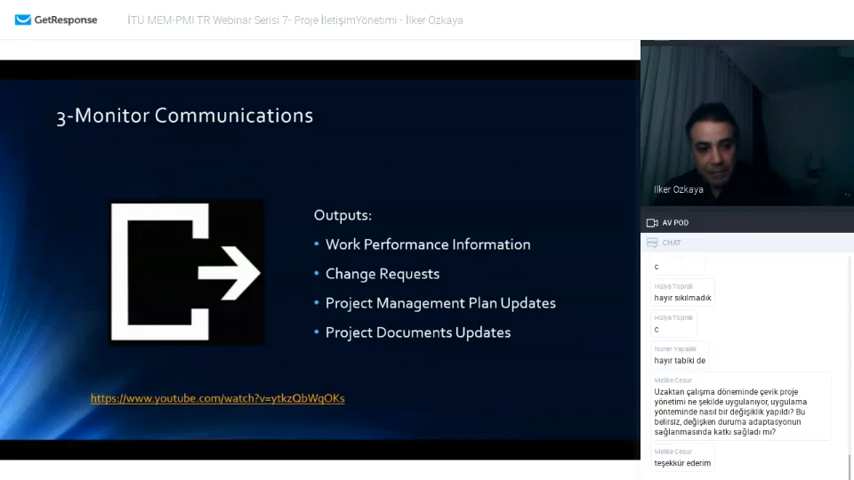 GetResponse
İTÜ MEM-PMI TR Webinar Serisi 7- Proje İletişimYönetimi - İlker Ozkaya
3-Monitor Communications
Outputs:
• Work Performance Information
• Change Requests
• Project Management Plan Updates
• Project Documents Updates
https://www.youtube.com/watch?v=ytkzQbWqOKs
Ilker Ozkaya
AV POD
CHAT
c
Hülya Toprak
hayır sıkılmadık
Hülya Toprak
c
Nuran Yapatak
hayır tabiki de
Melike Cesur
Uzaktan çalışma döneminde çevik proje
yönetimi ne şekilde uygulanıyor, uygulama
yönteminde nasıl bir değişiklik yapıldı? Bu
belirsiz, değişken duruma adaptasyonun
sağlanmasında katkı sağladı mı?
Melike Cesur
teşekkür ederim